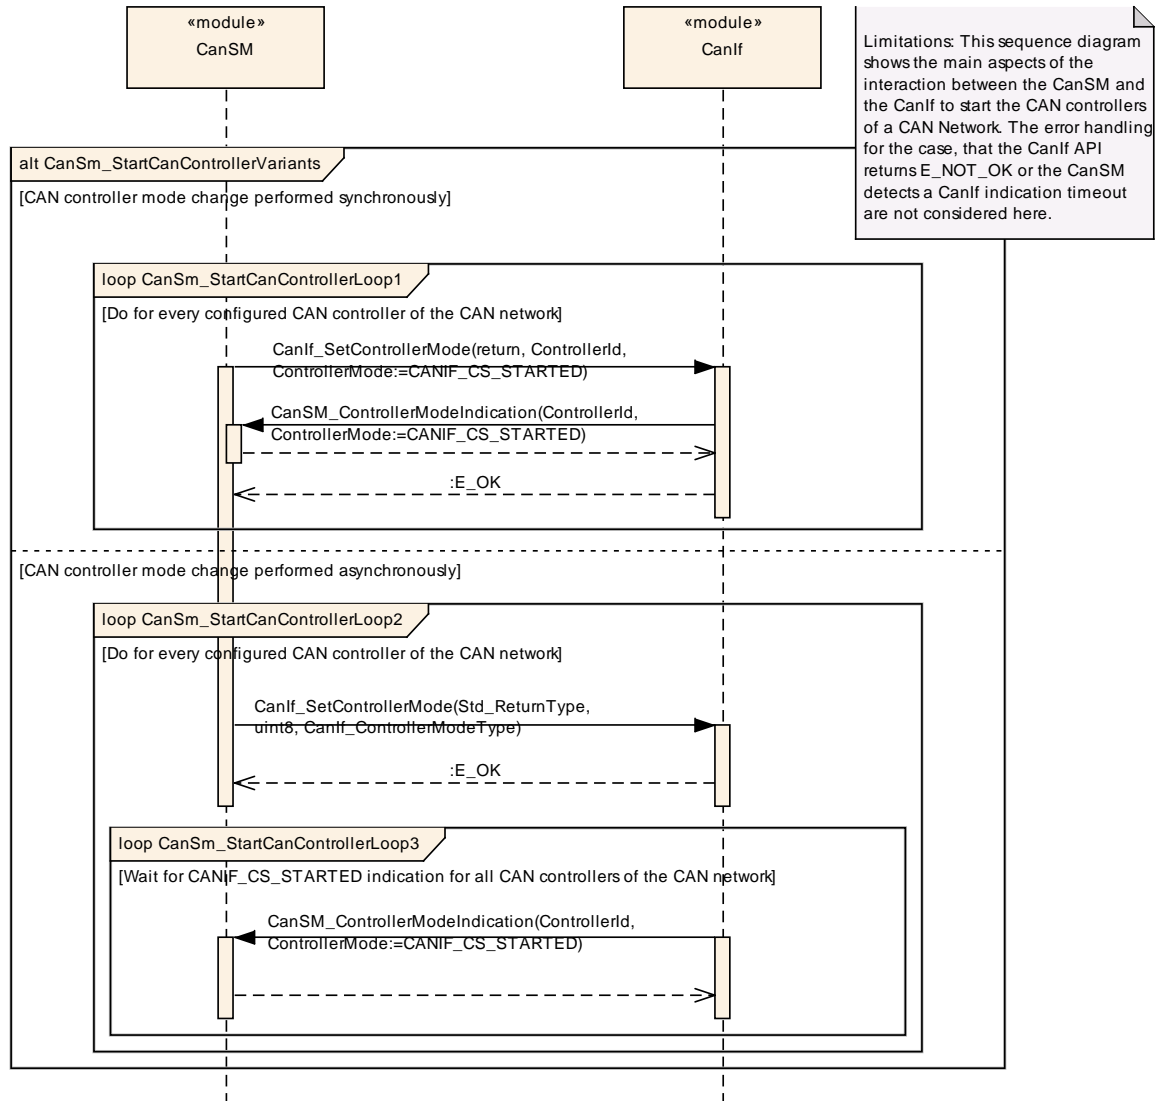 «module»
CanSM
«module»
CanIf
Limitations: This sequence diagram
shows the main aspects of the
interaction between the CanSM and
the CanIf to start the CAN controllers
of a CAN Network. The error handling
for the case, that the CanIf API
returns E_NOT_OK or the CanSM
detects a CanIf indication timeout
are not considered here.
alt CanSm_StartCanControllerVariants
[CAN controller mode change performed synchronously]
loop CanSm_StartCanControllerLoop1
[Do for every configured CAN controller of the CAN network]
CanIf_SetControllerMode(return, ControllerId,
ControllerMode:=CANIF_CS_STARTED)
CanSM_ControllerModeIndication(ControllerId,
ControllerMode:=CANIF_CS_STARTED)
:E_OK
[CAN controller mode change performed asynchronously]
loop CanSm_StartCanControllerLoop2
[Do for every configured CAN controller of the CAN network]
CanIf_SetControllerMode(Std_ReturnType,
uint8, CanIf_ControllerModeType)
:E_OK
loop CanSm_StartCanControllerLoop3
[Wait for CANIF_CS_STARTED indication for all CAN controllers of the CAN network]
CanSM_ControllerModeIndication(ControllerId,
ControllerMode:=CANIF_CS_STARTED)